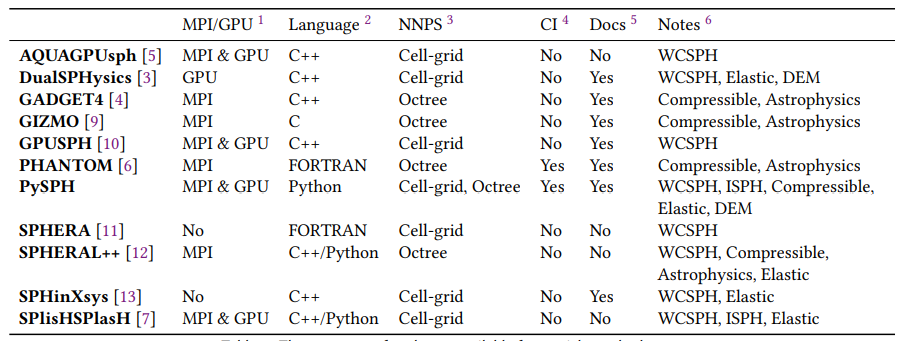 MPI/GPU 1 Language 2 NNPS 3 CI 4 Docs 5 Notes 6
AQUAGPUsph [5] MPI & GPU C++ Cell-grid No No WCSPH
DualSPHysics [3] GPU C++ Cell-grid No Yes WCSPH, Elastic, DEM
GADGET4 [4] MPI C++ Octree No Yes Compressible, Astrophysics
GIZMO [9] MPI C Octree No Yes Compressible, Astrophysics
GPUSPH [10] MPI & GPU C++ Cell-grid No Yes WCSPH
PHANTOM [6] MPI FORTRAN Octree Yes Yes Compressible, Astrophysics
PySPH MPI & GPU Python Cell-grid, Octree Yes Yes WCSPH, ISPH, Compressible,
Elastic, DEM
SPHERA [11] No FORTRAN Cell-grid No No WCSPH
SPHERAL++ [12] MPI C++/Python Octree No No WCSPH, Compressible,
Astrophysics, Elastic
SPHinXsys [13] No C++ Cell-grid No Yes WCSPH, Elastic
SPlisHSPlasH [7] MPI & GPU C++/Python Cell-grid No No WCSPH, ISPH, Elastic